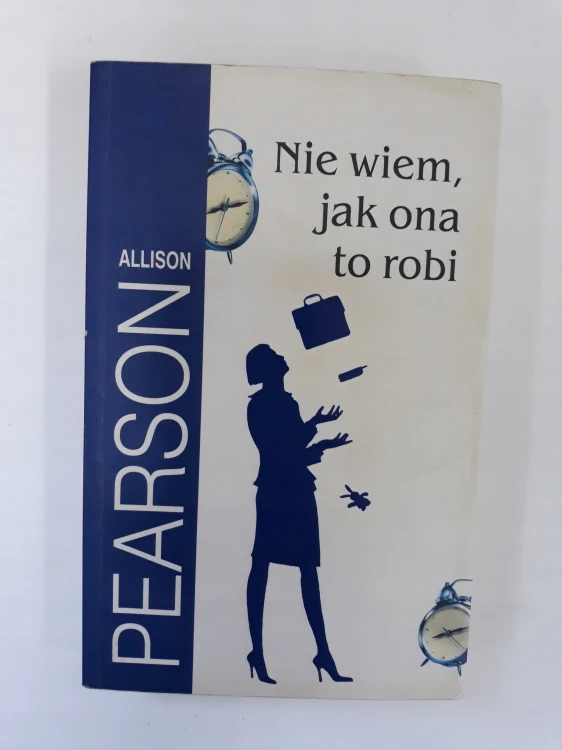 ALLISON
PEARSON
Nie wiem,
jak ona
to robi